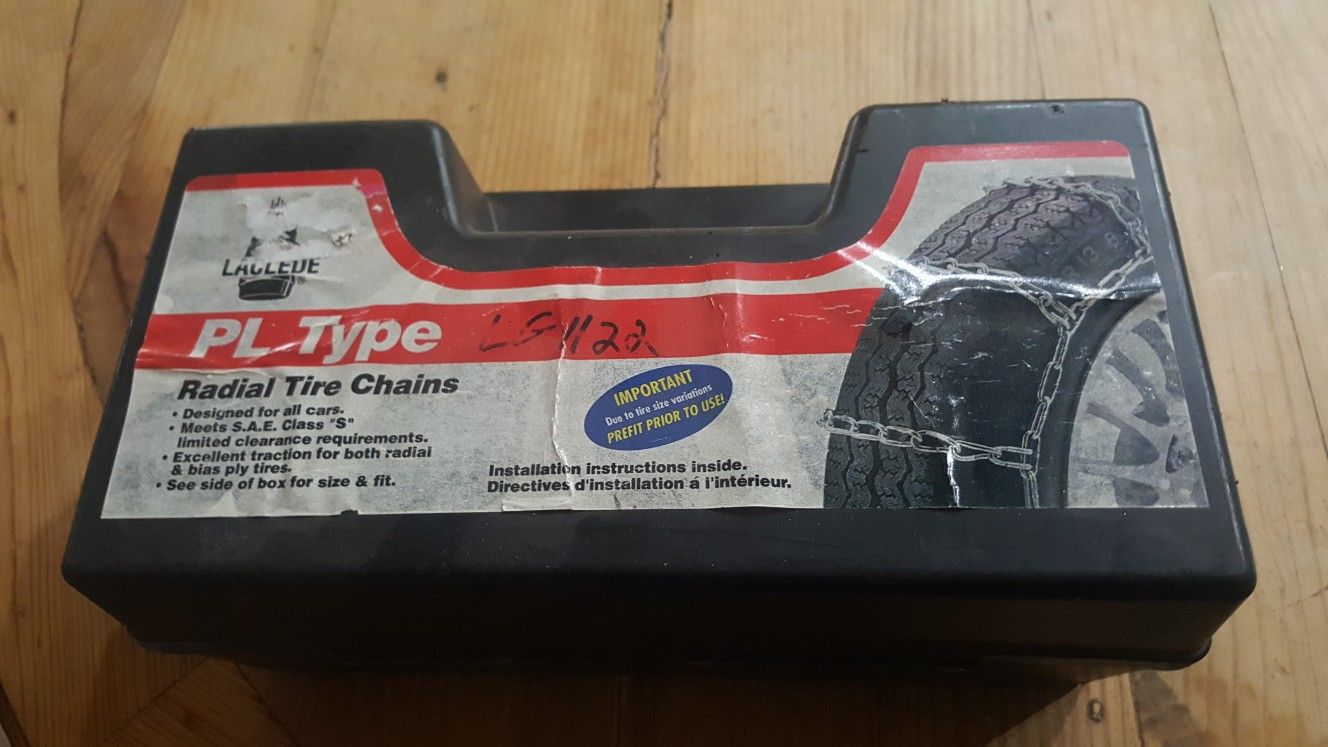 LACLEDE
®
PL Type
LG 1122
Radial Tire Chains
• Designed for all cars.
• Meets S.A.E. Class "S"
limited clearance requirements.
• Excellent traction for both radial
& bias ply tires.
• See side of box for size & fit.
IMPORTANT
Due to tire size variations
PREFIT PRIOR TO USE!
Installation instructions inside.
Directives d'installation á l'intérieur.